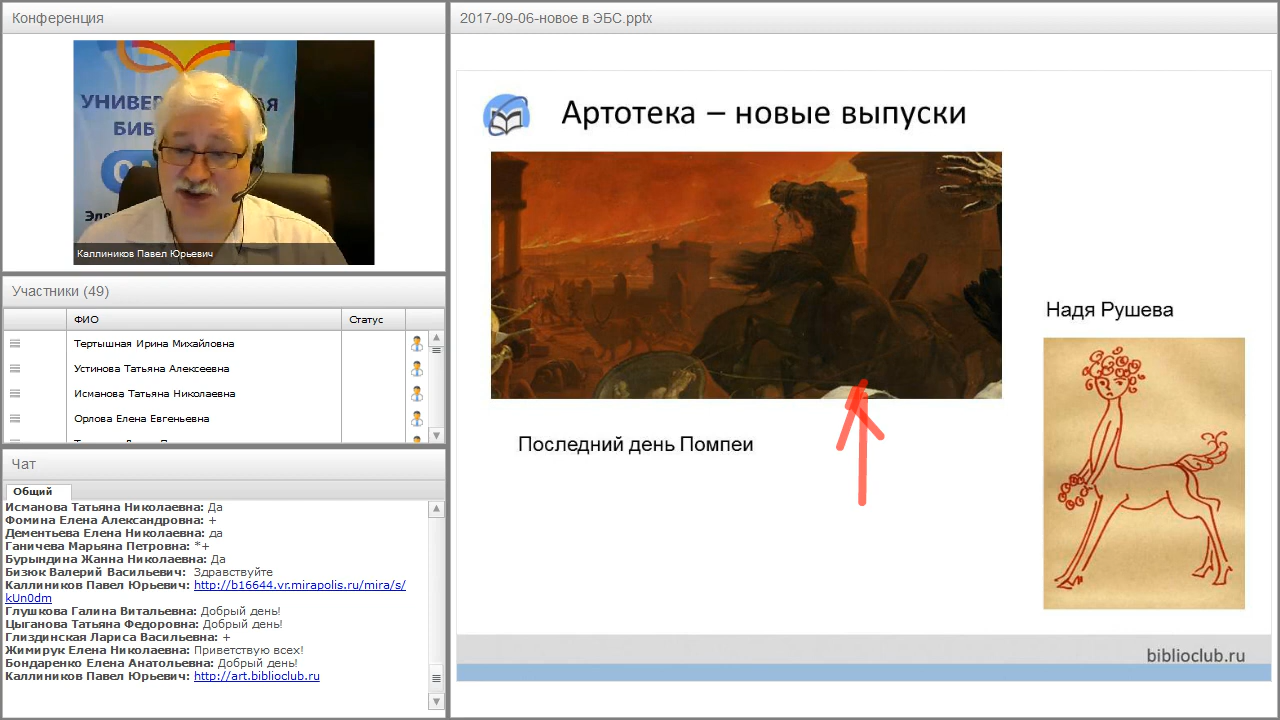 Конференция
УНИВЕР АЯ
БИБ
Эле
Каллиников Павел Юрьевич
Участники (49)
ФИО
Статус
Тертышная Ирина Михайловна
Устинова Татьяна Алексеевна
Исманова Татьяна Николаевна
Орлова Елена Евгеньевна
Чат
Общий
Исманова Татьяна Николаевна: Да
Фомина Елена Александровна: +
Дементьева Елена Николаевна: да
Ганичева Марьяна Петровна: *+
Бурындина Жанна Николаевна: Да
Бизюк Валерий Васильевич: Здравствуйте
Каллиников Павел Юрьевич: http://b16644.vr.mirapolis.ru/mira/s/
kUn0dm
Глушкова Галина Витальевна: Добрый день!
Цыганова Татьяна Федоровна: Добрый день!
Глиздинская Лариса Васильевна: +
Жимирук Елена Николаевна: Приветствую всех!
Бондаренко Елена Анатольевна: Добрый день!
Каллиников Павел Юрьевич: http://art.biblioclub.ru
2017-09-06-новое в ЭБС.pptx
Артотека – новые выпуски
Последний день Помпеи
Надя Рушева
biblioclub.ru